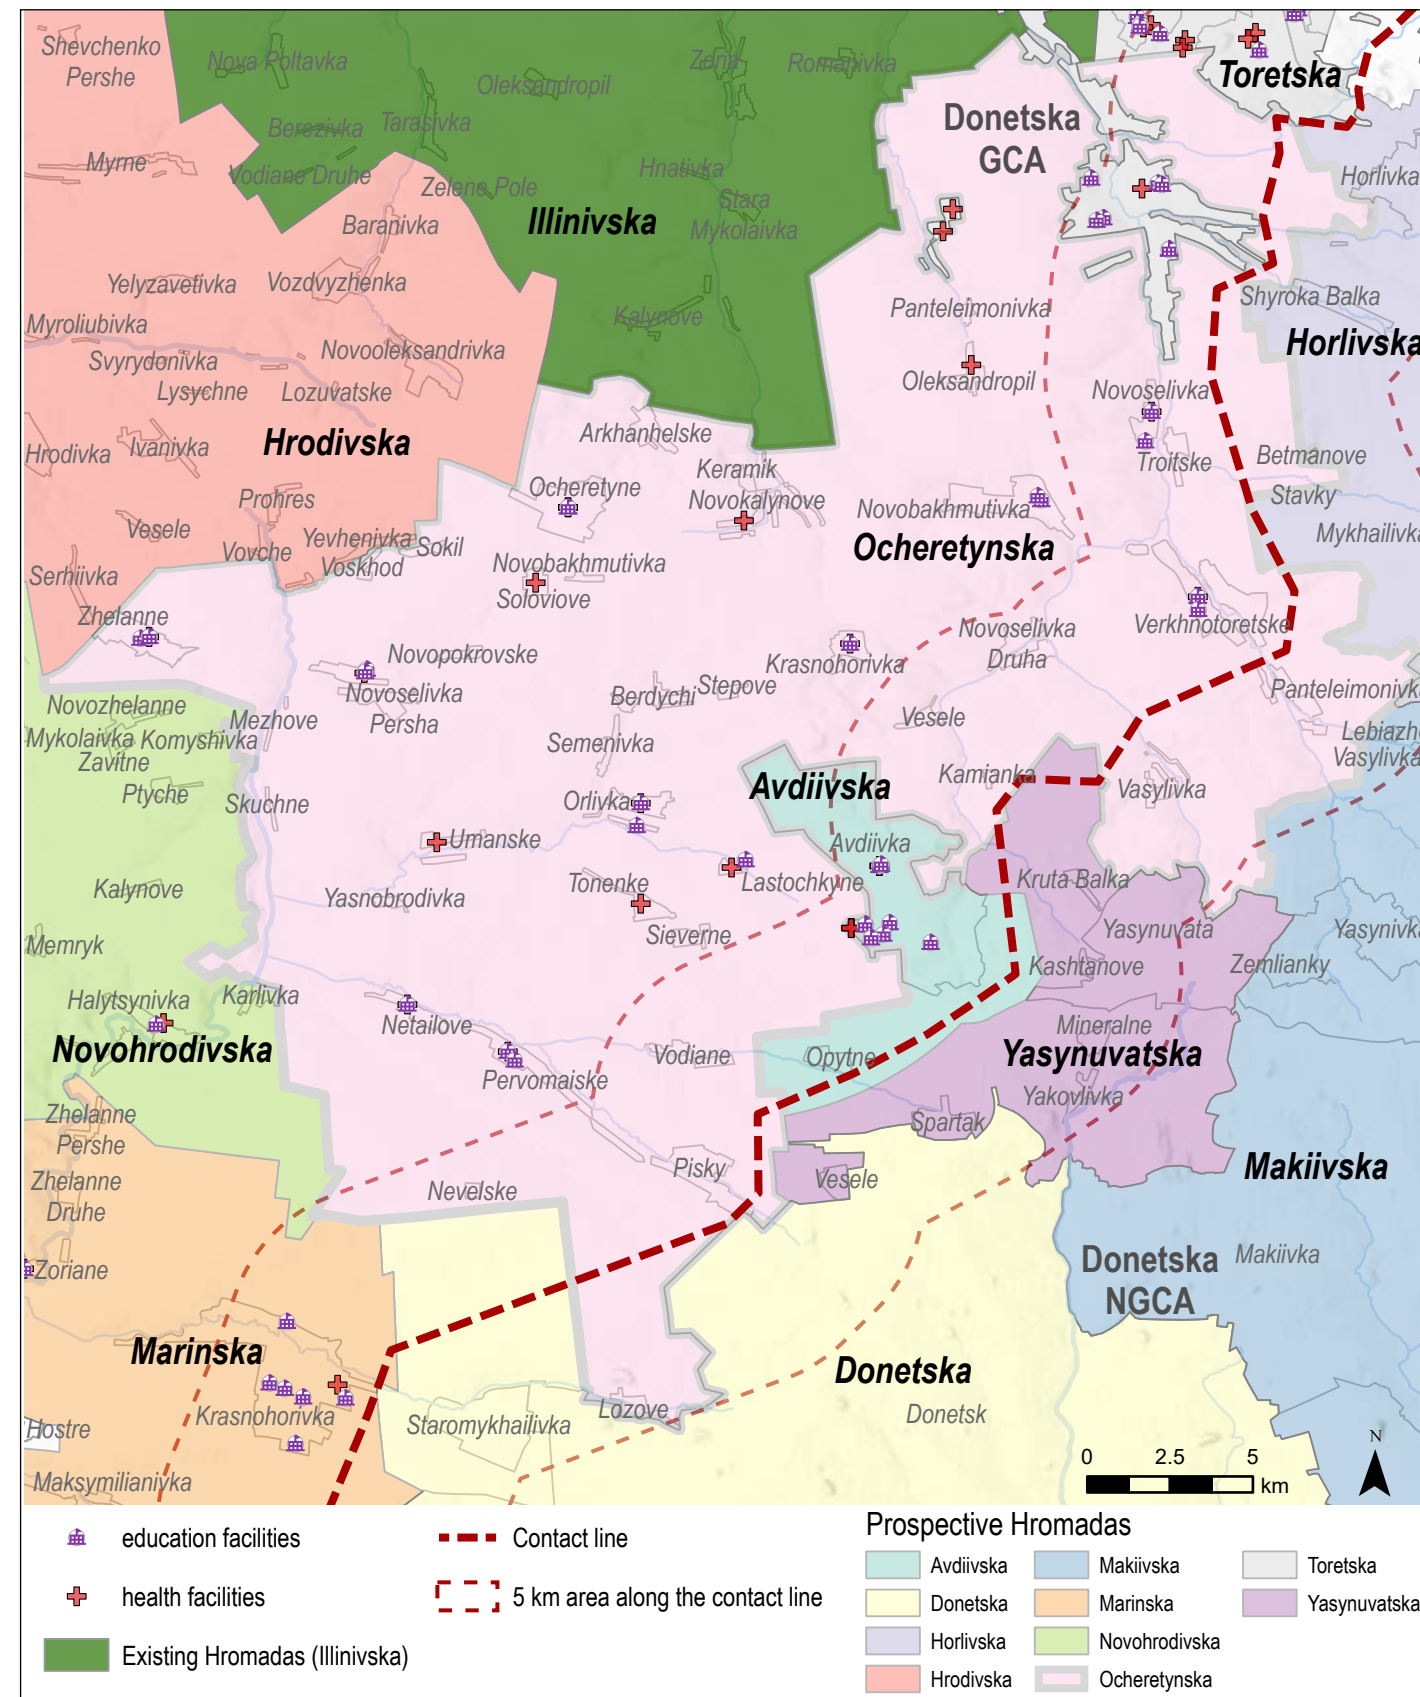 Shevchenko
Pershe
Nova Poltavka
Oleksandropil
Zeria
Romanivka
Toretska
Berezivka
Tarasivka
Donetska
GCA
Myrne
Vodiane Druhe
Zelene Pole
Hnativka
Stara
Mykolaivka
Horlivka
Baranivka
Illinivska
Yelyzavetivka
Vozdvyzhenka
Panteleimonivka
Shyroka Balka
Myroliubivka
Kalynove
Horlivska
Svyrydonivka
Novooleksandrivka
Lysychne
Lozuvatske
Oleksandropil
Novoselivka
Hrodivka
Ivanivka
Hrodivska
Arkhanhelske
Keramik
Troitske
Betmanove
Prohres
Ocheretyne
Novokalynove
Novobakhmutivka
Stavky
Vesele
Yevhenivka
Sokil
Mykhailivka
Vovche
Voskhod
Novobakhmutivka
Ocheretynska
Serhiivka
Soloviove
Zhelanne
Novoselivka
Druha
Verkhnotoretske
Novopokrovske
Krasnohorivka
Novoselivka
Persha
Berdychi
Stepove
Panteleimonivka
Novozhelanne
Mezhove
Vesele
Mykolaivka
Komyshivka
Semenivka
Lebiazhe
Vasylivka
Zavitne
Ptyche
Skuchne
Orlivka
Avdiivska
Kamianka
Vasylivka
Umanske
Avdiivka
Kalynove
Yasnobrodivka
Tonenke
Lastochkyne
Kruta Balka
Memryk
Sieverne
Yasynuvata
Yasynivka
Kashtanove
Zemlianky
Halytsynivka
Karlivka
Netailove
Mineralne
Novohrodivska
Pervomaiske
Vodiane
Opytne
Yasynuvatska
Zhelanne
Pershe
Spartak
Yakovlivka
Zhelanne
Druhe
Nevelske
Pisky
Vesele
Makiivska
Zoriane
Donetska
NGCA
Makiivka
Marinska
Donetska
Krasnohorivka
Staromykhailivka
Lozove
Donetsk
Hostre
Maksymilianivka
0 2.5 5
km
N
education facilities
health facilities
Existing Hromadas (Illinivska)
Contact line
5 km area along the contact line
Prospective Hromadas
Avdiivska
Donetska
Horlivska
Hrodivska
Makiivska
Marinska
Novohrodivska
Ocheretynska
Toretska
Yasynuvatska